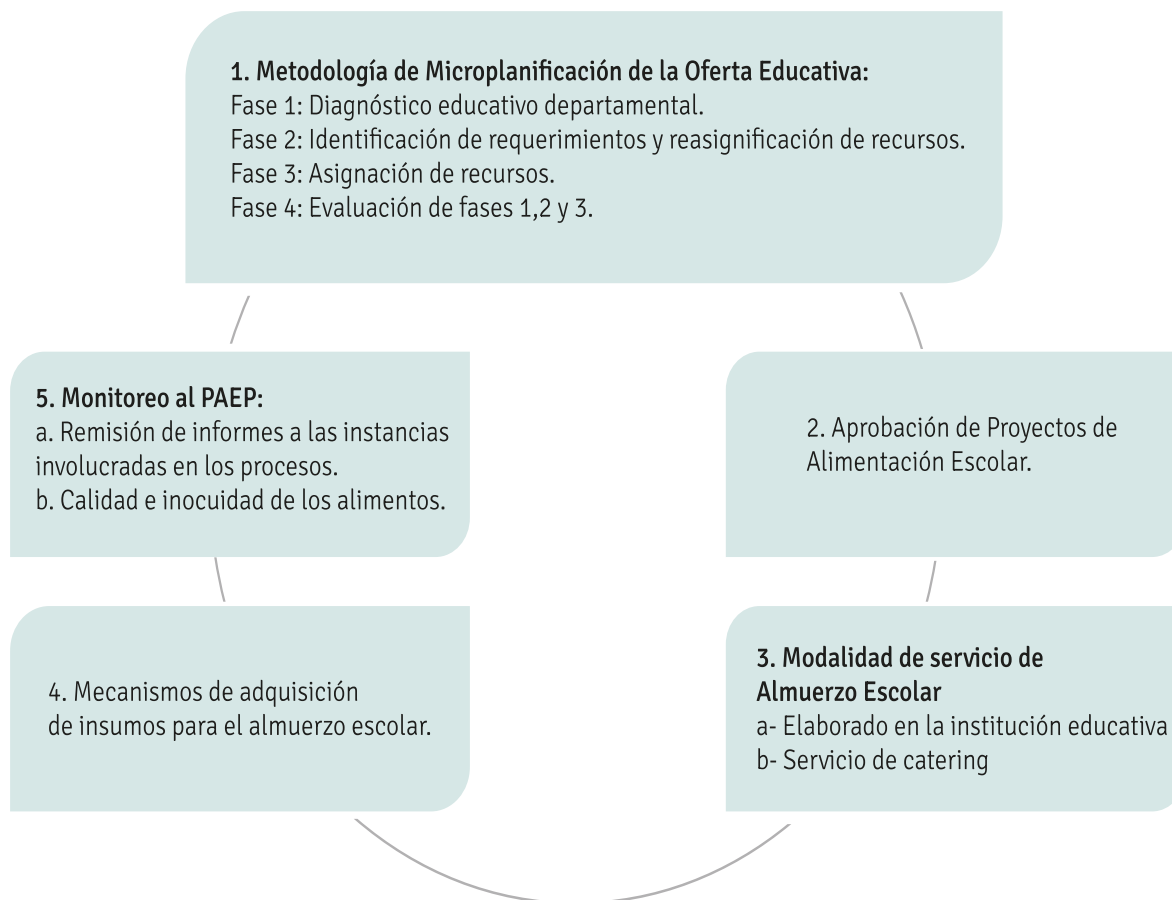 1. Metodología de Microplanificación de la Oferta Educativa:
Fase 1: Diagnóstico educativo departamental.
Fase 2: Identificación de requerimientos y reasignificación de recursos.
Fase 3: Asignación de recursos.
Fase 4: Evaluación de fases 1,2 y 3.
2. Aprobación de Proyectos de
Alimentación Escolar.
3. Modalidad de servicio de
Almuerzo Escolar
a- Elaborado en la institución educativa
b- Servicio de catering
4. Mecanismos de adquisición
de insumos para el almuerzo escolar.
5. Monitoreo al PAEP:
a. Remisión de informes a las instancias
involucradas en los procesos.
b. Calidad e inocuidad de los alimentos.